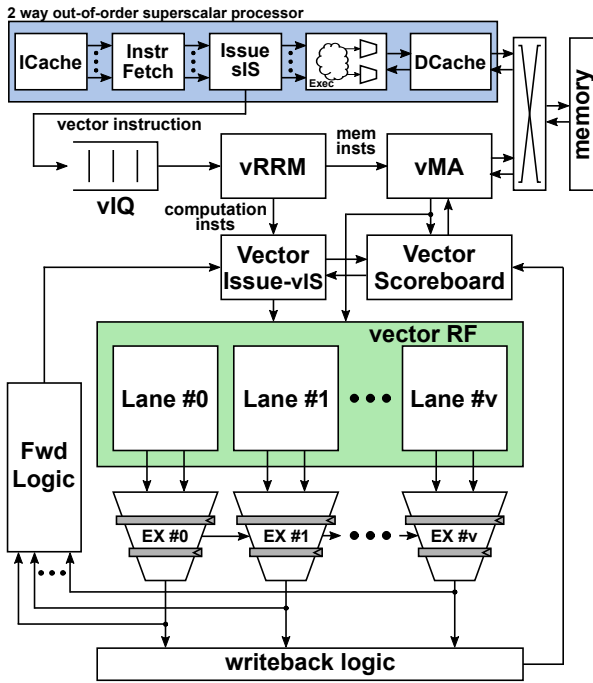 2 way out-of-order superscalar processor
ICache
Instr
Fetch
Issue
sIS
Exec
DCache
memory
vector instruction
vIQ
vRRM
mem
insts
vMA
computation
insts
Vector
Issue-vIS
Vector
Scoreboard
vector RF
Lane #0
Lane #1
Lane #v
Fwd
Logic
EX #0
EX #1
EX #v
writeback logic